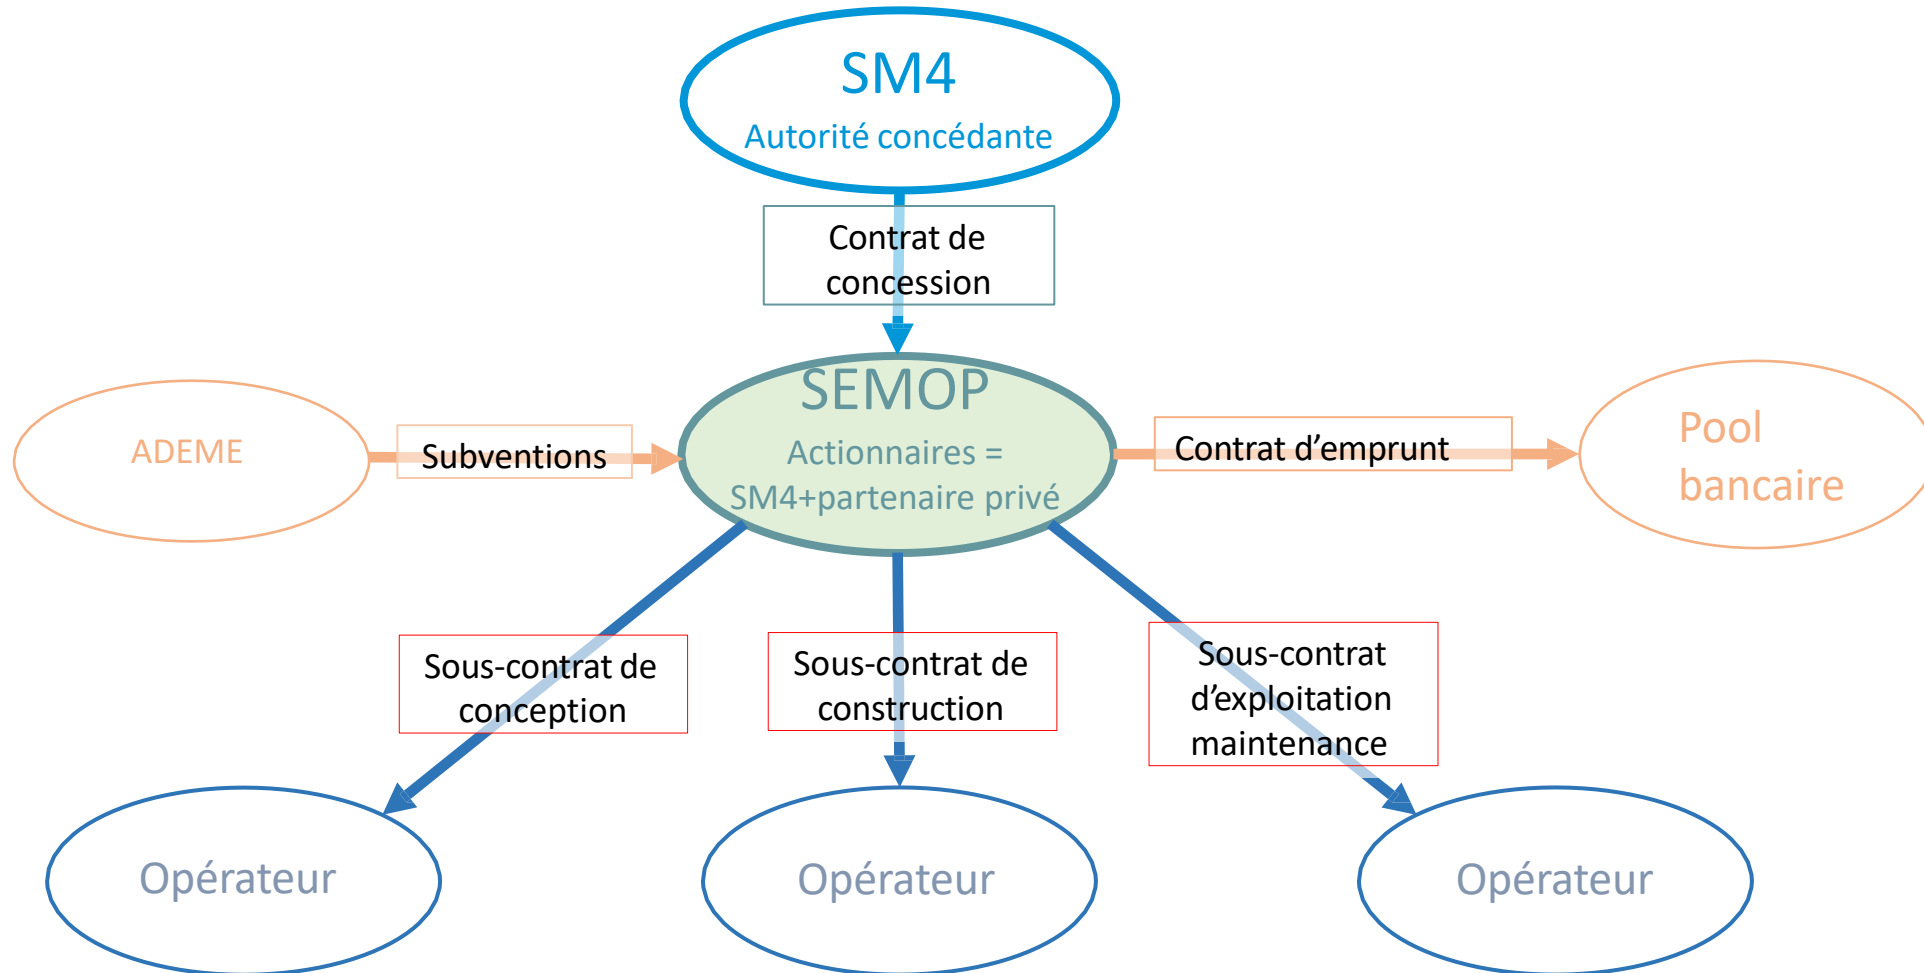 SM4
Autorité concédante
Contrat de
concession
SEMOP
Actionnaires =
SM4+partenaire privé
ADEME
Subventions
Contrat d’emprunt
Pool
bancaire
Sous-contrat de
conception
Sous-contrat de
construction
Sous-contrat
d’exploitation
maintenance
Opérateur
Opérateur
Opérateur